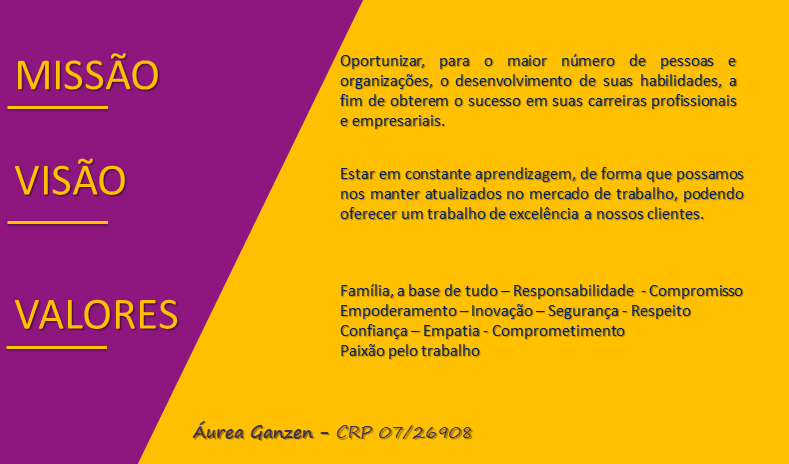 MISSÃO
Oportunizar, para o maior número de pessoas e
organizações, o desenvolvimento de suas habilidades, a
fim de obterem o sucesso em suas carreiras profissionais
e empresariais.
VISÃO
Estar em constante aprendizagem, de forma que possamos
nos manter atualizados no mercado de trabalho, podendo
oferecer um trabalho de excelência a nossos clientes.
VALORES
Família, a base de tudo – Responsabilidade - Compromisso
Empoderamento – Inovação – Segurança - Respeito
Confiança – Empatia - Comprometimento
Paixão pelo trabalho
Áurea Ganzen - CRP 07/26908